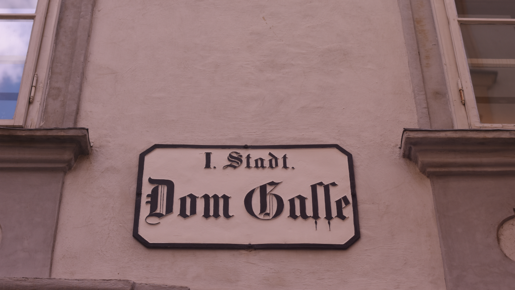 I. Stadt.
Dom Gaſſe